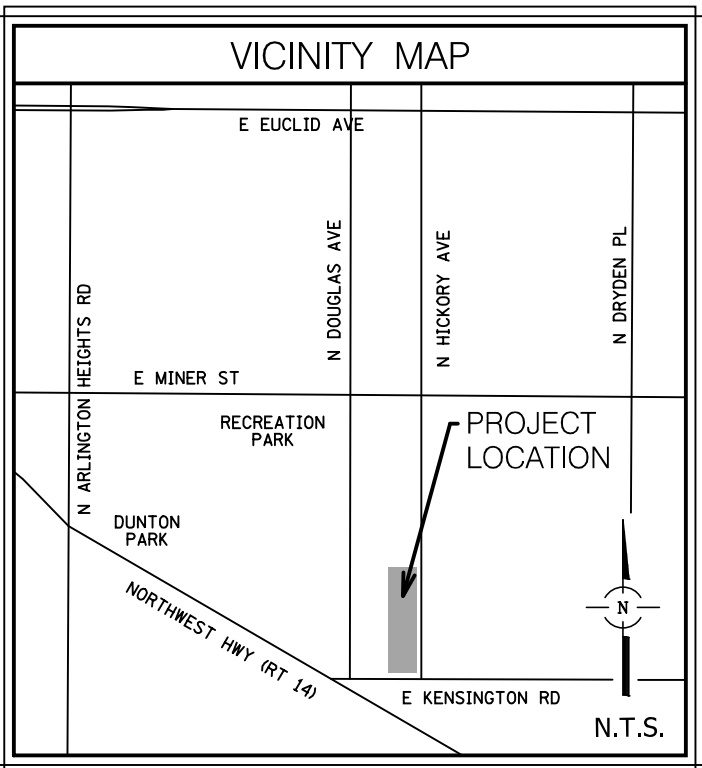 VICINITY MAP
E EUCLID AVE
N DOUGLAS AVE
N HICKORY AVE
N DRYDEN PL
N ARLINGTON HEIGHTS RD
E MINER ST
RECREATION
PARK
PROJECT
LOCATION
DUNTON
PARK
NORTHWEST HWY (RT 14)
N
E KENSINGTON RD
N.T.S.